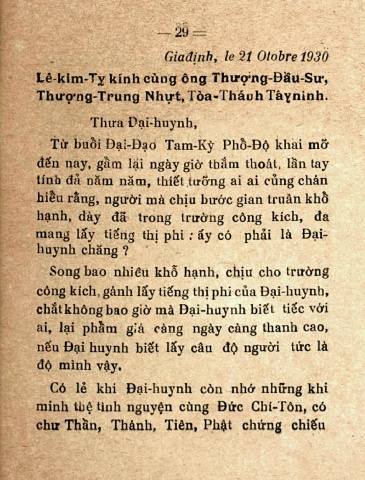 — 29 =
Giađịnh, le 21 Otobre 1930
Lê-kim-Tỵ kính cùng ông Thượng-Đầu-Sư,
Thượng-Trung Nhựt, Tòa-Thánh Tâyninh.
Thưa Đại-huynh,
Từ buồi Đại-Đạo Tam-Kỳ Phồ-Độ khai mở
đến nay, gẫm lại ngày giờ thấm thoát, lần tay
tính đả năm năm, thiết tưởng ai ai củng chán
hiểu rằng, người mà chịu bước gian truân khổ
hạnh, dày đã trong trường công kích, đa
mang lấy tiếng thị phi : ấy có phải là Đại-
huynh chăng ?
Song bao nhiêu khổ hạnh, chịu cho trường
công kích, gánh lấy tiếng thị phi của Đại-huynh,
chắt không bao giờ mà Đại-huynh biết tiếc với
ai, lại phẩm giá càng ngày càng thanh cao,
nếu Đại huynh biết lấy câu độ người tức là
độ mình vậy.
Có lẻ khi Đại-huynh còn nhớ những khi
minh thệ tình nguyện cùng Đức Chí-Tôn, có
chư Thần, Thánh, Tiên, Phật chứng chiếu